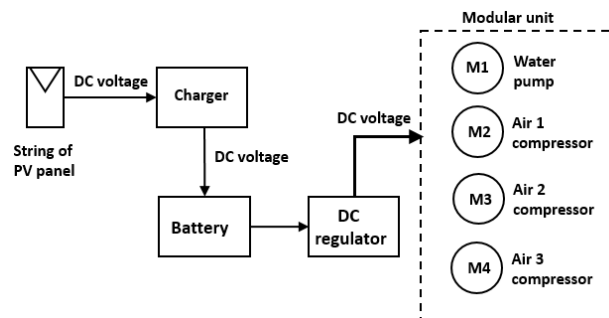 Modular unit
DC voltage
Charger
String of
PV panel
DC voltage
Battery
DC
regulator
DC voltage
M1
Water
pump
M2
Air 1
compressor
M3
Air 2
compressor
M4
Air 3
compressor